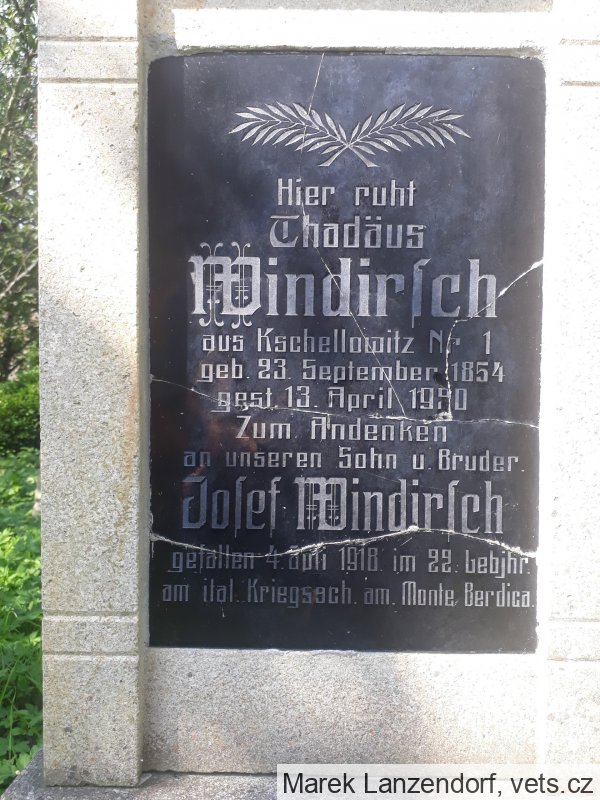 Hier ruht
Thadäus
Windirsch
aus Kschellowitz Nr 1
geb. 23. September 1854
gest 13. April
Zum Andenken
an unseren Sohn u. Bruder.
Josef Windirsch
gefallen 4. Juli 1918. im 22. Lebjhr.
am ital. Kriegsch. am. Monte Berdica.
Marek Lanzendorf, vets.cz